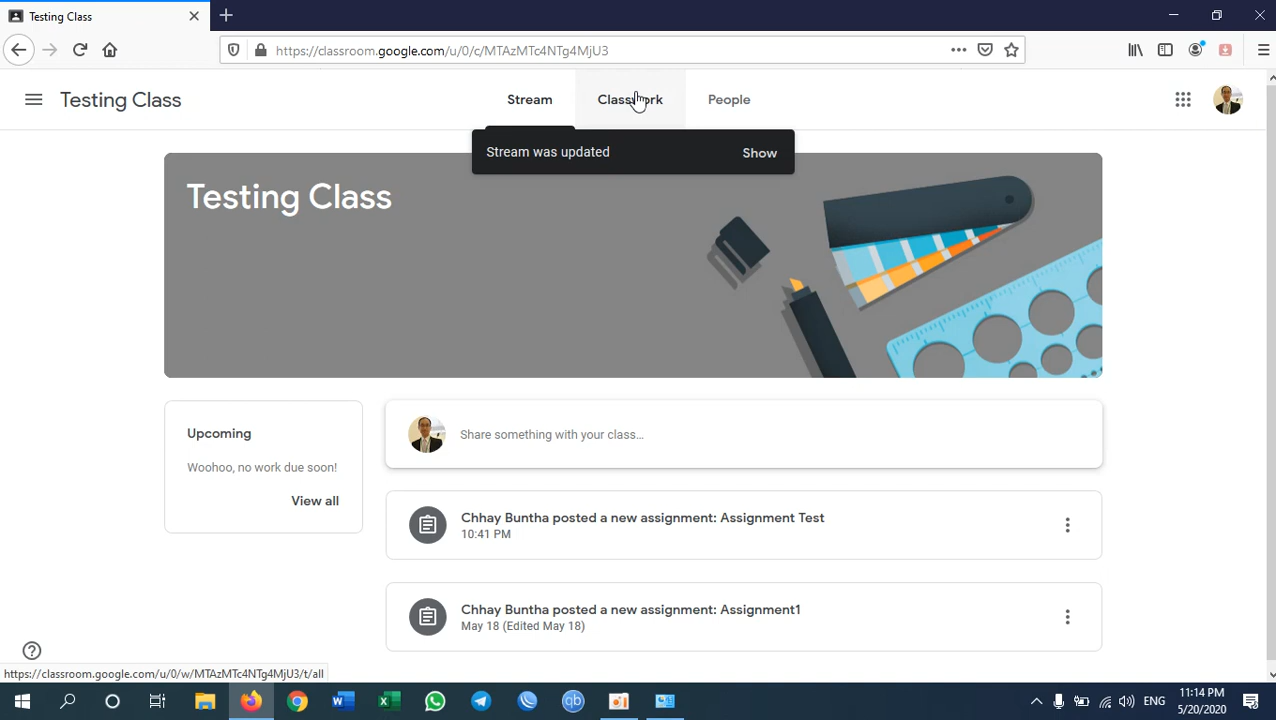 Testing Class
https://classroom.google.com/u/0/c/MTAzMTc4NTg4MjU3
Testing Class
Stream
Classwork
People
Stream was updated
Show
Testing Class
Upcoming
Woohoo, no work due soon!
View all
Share something with your class...
Chhay Buntha posted a new assignment: Assignment Test
10:41 PM
Chhay Buntha posted a new assignment: Assignment1
May 18 (Edited May 18)
https://classroom.google.com/u/0/w/MTAzMTc4NTg4MjU3/t/all
ENG
11:14 PM
5/20/2020